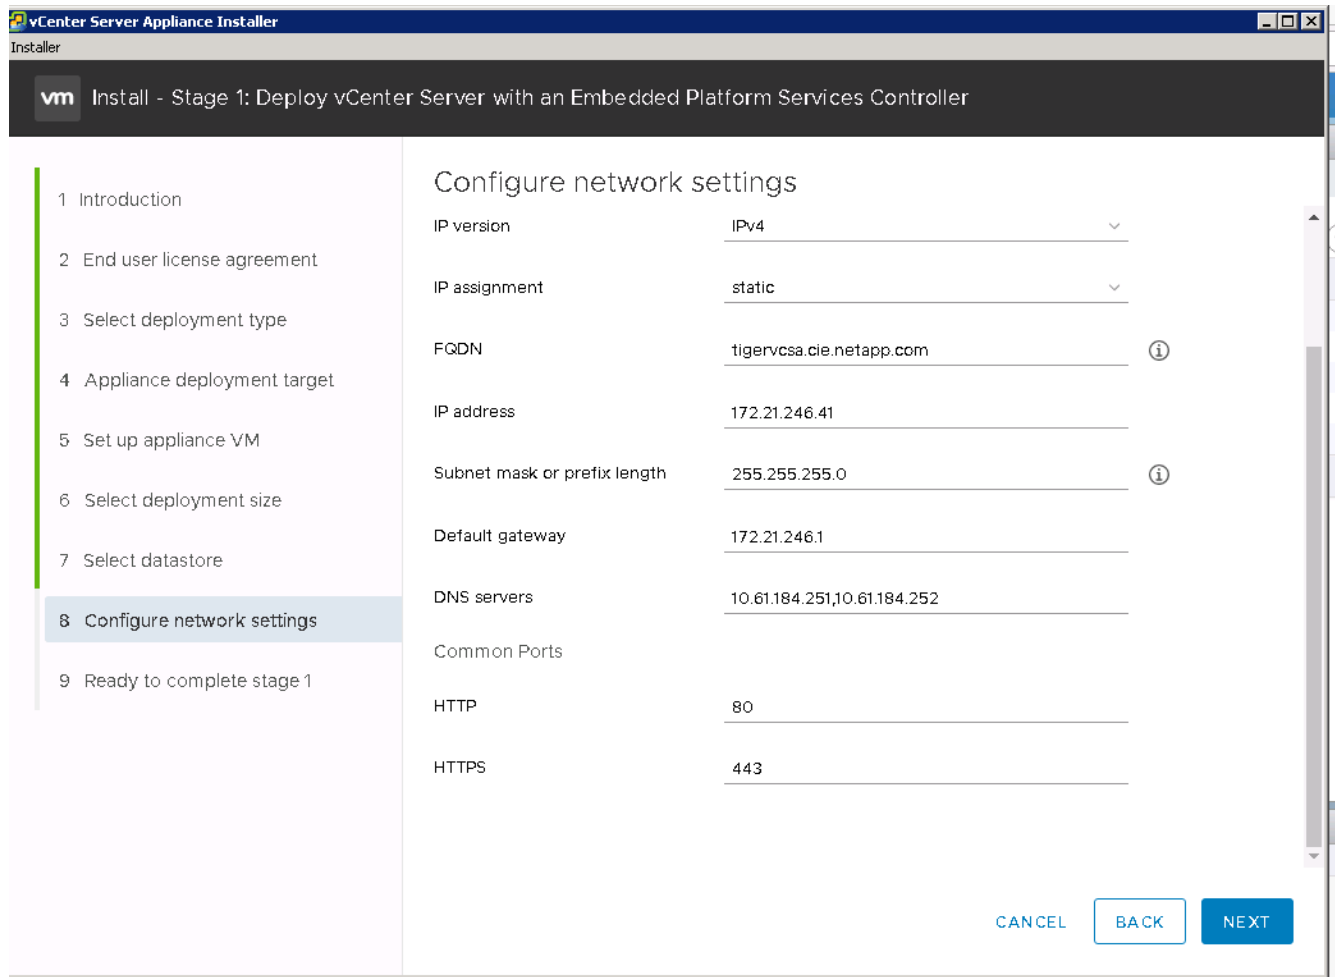 vCenter Server Appliance Installer
Installer
vm Install - Stage 1: Deploy vCenter Server with an Embedded Platform Services Controller
1 Introduction
2 End user license agreement
3 Select deployment type
4 Appliance deployment target
5 Set up appliance VM
6 Select deployment size
7 Select datastore
8 Configure network settings
9 Ready to complete stage 1
Configure network settings
IP version IPv4
IP assignment static
FQDN tigervcsa.cie.netapp.com
IP address 172.21.246.41
Subnet mask or prefix length 255.255.255.0
Default gateway 172.21.246.1
DNS servers 10.61.184.251,10.61.184.252
Common Ports
HTTP 80
HTTPS 443
CANCEL BACK NEXT